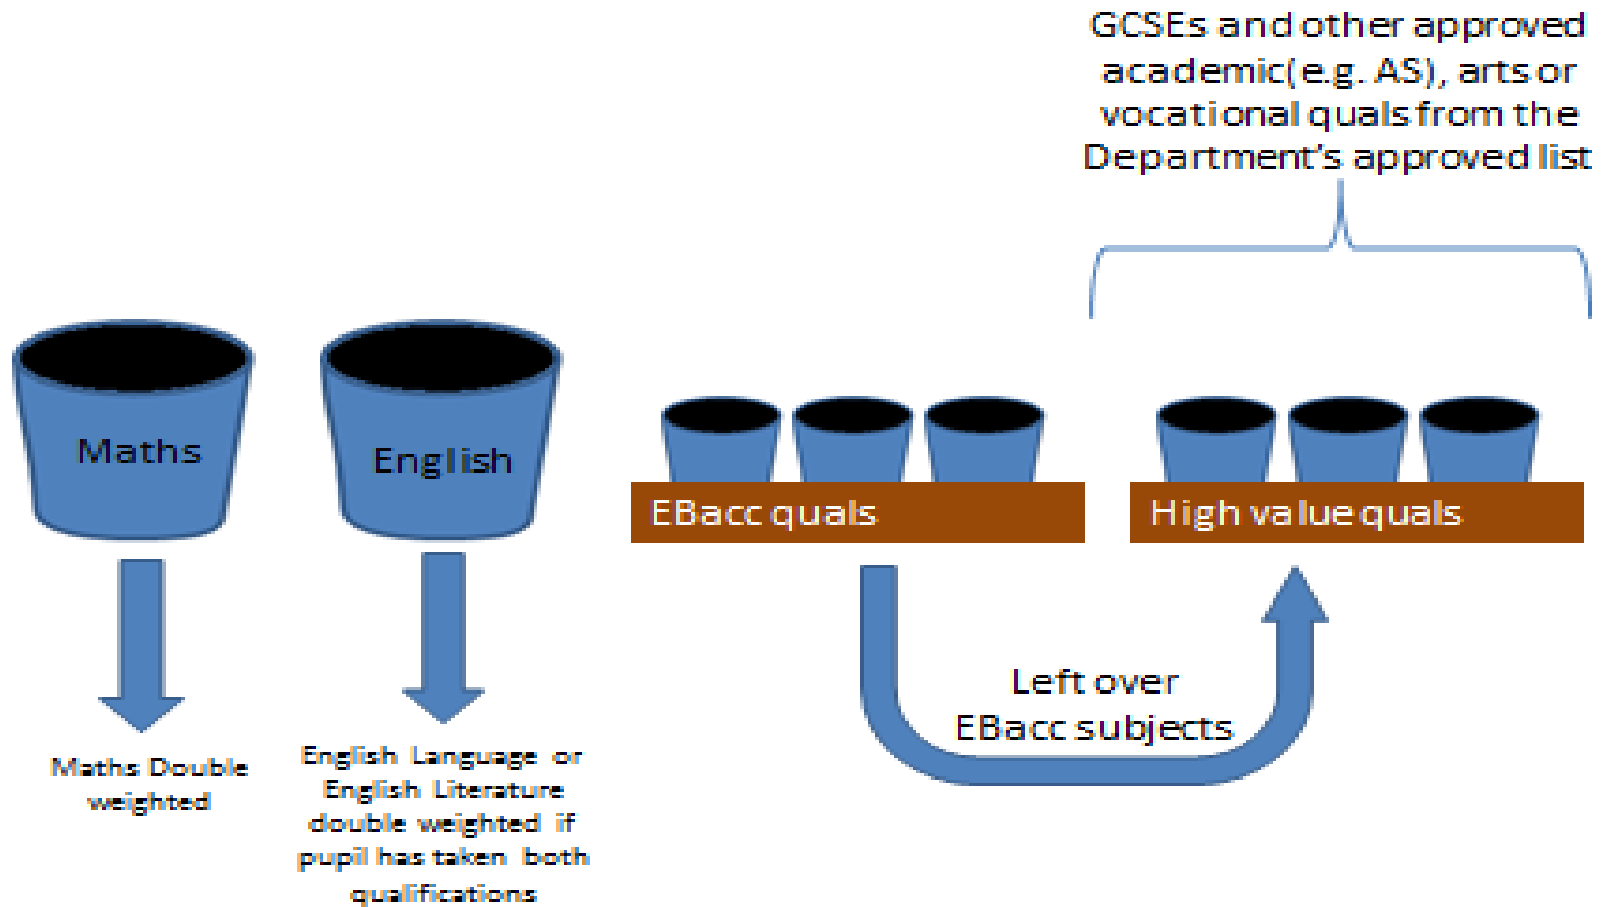 GCSEs and other approved
academic(e.g. AS), arts or
vocational quals from the
Department's approved list
Maths
English
EBacc quals
High value quals
Left over
EBacc subjects
Maths Double
weighted
English Language or
English Literature
double weighted if
pupil has taken both
qualifications